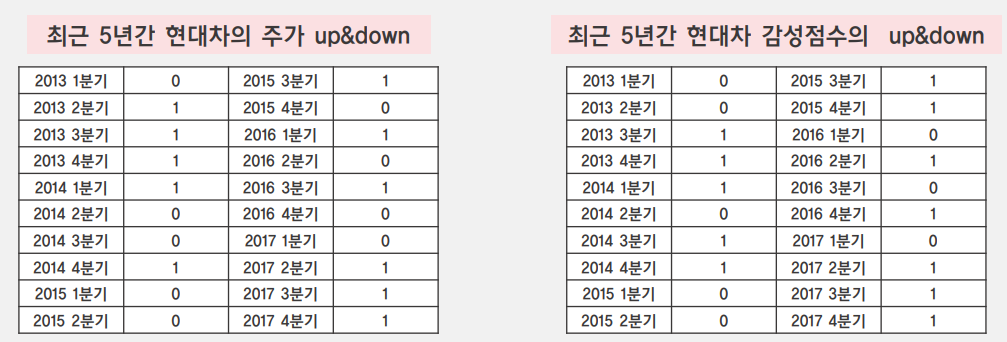 최근 5년간 현대차의 주가 up&down
2013 1분기 0 2015 3분기 1
2013 2분기 1 2015 4분기 0
2013 3분기 1 2016 1분기 1
2013 4분기 1 2016 2분기 0
2014 1분기 1 2016 3분기 1
2014 2분기 0 2016 4분기 0
2014 3분기 0 2017 1분기 0
2014 4분기 1 2017 2분기 1
2015 1분기 0 2017 3분기 1
2015 2분기 0 2017 4분기 1
최근 5년간 현대차 감성점수의 up&down
2013 1분기 0 2015 3분기 1
2013 2분기 0 2015 4분기 1
2013 3분기 1 2016 1분기 0
2013 4분기 1 2016 2분기 1
2014 1분기 1 2016 3분기 0
2014 2분기 0 2016 4분기 1
2014 3분기 1 2017 1분기 0
2014 4분기 1 2017 2분기 1
2015 1분기 0 2017 3분기 1
2015 2분기 0 2017 4분기 1